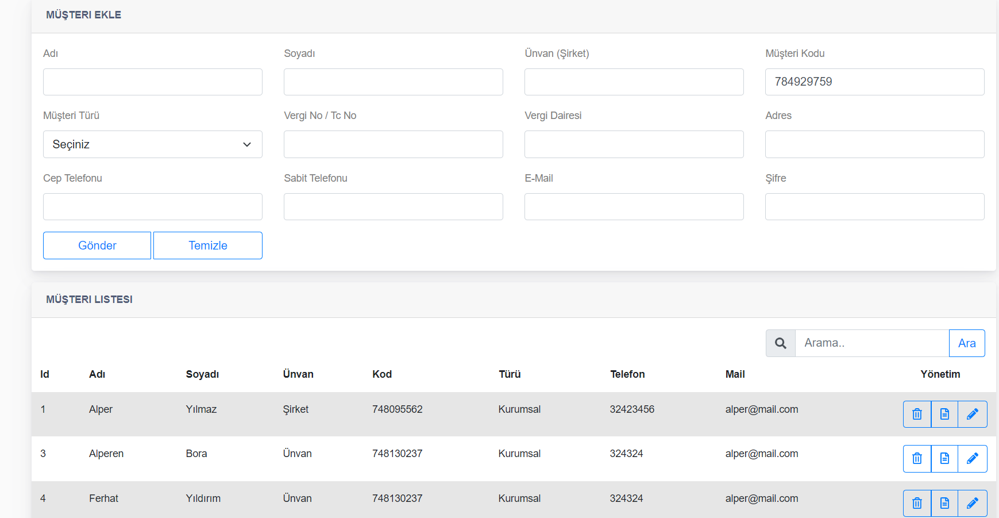 MÜŞTERI EKLE
Adı Soyadı Ünvan (Şirket) Müşteri Kodu
784929759
Müşteri Türü Vergi No / Tc No Vergi Dairesi Adres
Seçiniz
Cep Telefonu Sabit Telefonu E-Mail Şifre
Gönder Temizle
MÜŞTERI LISTESI
Arama.. Ara
Id Adı Soyadı Ünvan Kod Türü Telefon Mail Yönetim
1 Alper Yılmaz Şirket 748095562 Kurumsal 32423456 alper@mail.com
3 Alperen Bora Ünvan 748130237 Kurumsal 324324 alper@mail.com
4 Ferhat Yıldırım Ünvan 748130237 Kurumsal 324324 alper@mail.com